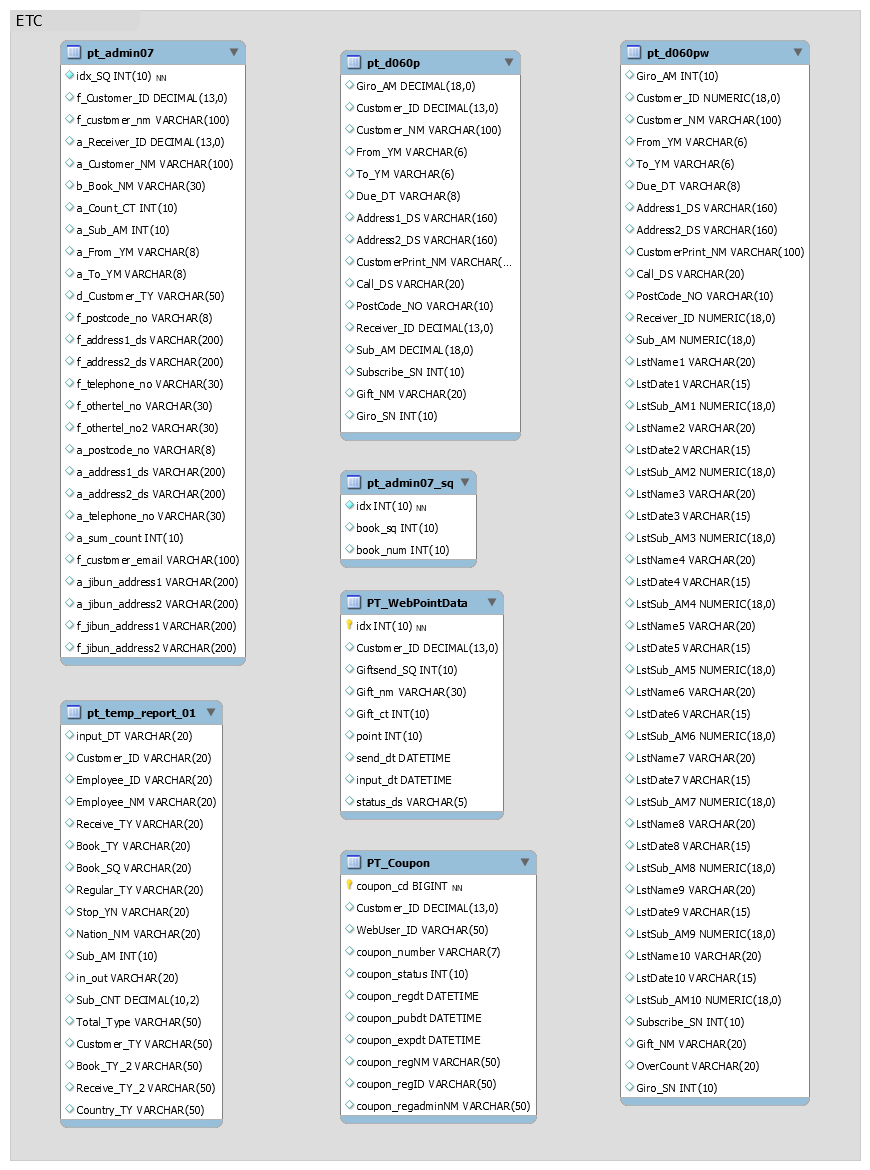 ETC
pt_admin07
idx_SQ INT(10) NN
f_Customer_ID DECIMAL(13,0)
f_customer_nm VARCHAR(100)
a_Receiver_ID DECIMAL(13,0)
a_Customer_NM VARCHAR(100)
b_Book_NM VARCHAR(30)
a_Count_CT INT(10)
a_Sub_AM INT(10)
a_From_YM VARCHAR(8)
a_To_YM VARCHAR(8)
d_Customer_TY VARCHAR(50)
f_postcode_no VARCHAR(8)
f_address1_ds VARCHAR(200)
f_address2_ds VARCHAR(200)
f_telephone_no VARCHAR(30)
f_othertel_no VARCHAR(30)
f_othertel_no2 VARCHAR(30)
a_postcode_no VARCHAR(8)
a_address1_ds VARCHAR(200)
a_address2_ds VARCHAR(200)
a_telephone_no VARCHAR(30)
a_sum_count INT(10)
f_customer_email VARCHAR(100)
a_jibun_address1 VARCHAR(200)
a_jibun_address2 VARCHAR(200)
f_jibun_address1 VARCHAR(200)
f_jibun_address2 VARCHAR(200)
pt_temp_report_01
input_DT VARCHAR(20)
Customer_ID VARCHAR(20)
Employee_ID VARCHAR(20)
Employee_NM VARCHAR(20)
Receive_TY VARCHAR(20)
Book_TY VARCHAR(20)
Book_SQ VARCHAR(20)
Regular_TY VARCHAR(20)
Stop_YN VARCHAR(20)
Nation_NM VARCHAR(20)
Sub_AM INT(10)
in_out VARCHAR(20)
Sub_CNT DECIMAL(10,2)
Total_Type VARCHAR(50)
Customer_TY VARCHAR(50)
Book_TY_2 VARCHAR(50)
Receive_TY_2 VARCHAR(50)
Country_TY VARCHAR(50)
pt_d060p
Giro_AM DECIMAL(18,0)
Customer_ID DECIMAL(13,0)
Customer_NM VARCHAR(100)
From_YM VARCHAR(6)
To_YM VARCHAR(6)
Due_DT VARCHAR(8)
Address1_DS VARCHAR(160)
Address2_DS VARCHAR(160)
CustomerPrint_NM VARCHAR(...
Call_DS VARCHAR(20)
PostCode_NO VARCHAR(10)
Receiver_ID DECIMAL(13,0)
Sub_AM DECIMAL(18,0)
Subscribe_SN INT(10)
Gift_NM VARCHAR(20)
Giro_SN INT(10)
pt_admin07_sq
idx INT(10) NN
book_sq INT(10)
book_num INT(10)
PT_WebPointData
idx INT(10) NN
Customer_ID DECIMAL(13,0)
Giftsend_SQ INT(10)
Gift_nm VARCHAR(30)
Gift_ct INT(10)
point INT(10)
send_dt DATETIME
input_dt DATETIME
status_ds VARCHAR(5)
PT_Coupon
coupon_cd BIGINT NN
Customer_ID DECIMAL(13,0)
WebUser_ID VARCHAR(50)
coupon_number VARCHAR(7)
coupon_status INT(10)
coupon_regdt DATETIME
coupon_pubdt DATETIME
coupon_expdt DATETIME
coupon_regNM VARCHAR(50)
coupon_regID VARCHAR(50)
coupon_regadminNM VARCHAR(50)
pt_d060pw
Giro_AM INT(10)
Customer_ID NUMERIC(18,0)
Customer_NM VARCHAR(100)
From_YM VARCHAR(6)
To_YM VARCHAR(6)
Due_DT VARCHAR(8)
Address1_DS VARCHAR(160)
Address2_DS VARCHAR(160)
CustomerPrint_NM VARCHAR(100)
Call_DS VARCHAR(20)
PostCode_NO VARCHAR(10)
Receiver_ID NUMERIC(18,0)
Sub_AM NUMERIC(18,0)
LstName1 VARCHAR(20)
LstDate1 VARCHAR(15)
LstSub_AM1 NUMERIC(18,0)
LstName2 VARCHAR(20)
LstDate2 VARCHAR(15)
LstSub_AM2 NUMERIC(18,0)
LstName3 VARCHAR(20)
LstDate3 VARCHAR(15)
LstSub_AM3 NUMERIC(18,0)
LstName4 VARCHAR(20)
LstDate4 VARCHAR(15)
LstSub_AM4 NUMERIC(18,0)
LstName5 VARCHAR(20)
LstDate5 VARCHAR(15)
LstSub_AM5 NUMERIC(18,0)
LstName6 VARCHAR(20)
LstDate6 VARCHAR(15)
LstSub_AM6 NUMERIC(18,0)
LstName7 VARCHAR(20)
LstDate7 VARCHAR(15)
LstSub_AM7 NUMERIC(18,0)
LstName8 VARCHAR(20)
LstDate8 VARCHAR(15)
LstSub_AM8 NUMERIC(18,0)
LstName9 VARCHAR(20)
LstDate9 VARCHAR(15)
LstSub_AM9 NUMERIC(18,0)
LstName10 VARCHAR(20)
LstDate10 VARCHAR(15)
LstSub_AM10 NUMERIC(18,0)
Subscribe_SN INT(10)
Gift_NM VARCHAR(20)
OverCount VARCHAR(20)
Giro_SN INT(10)